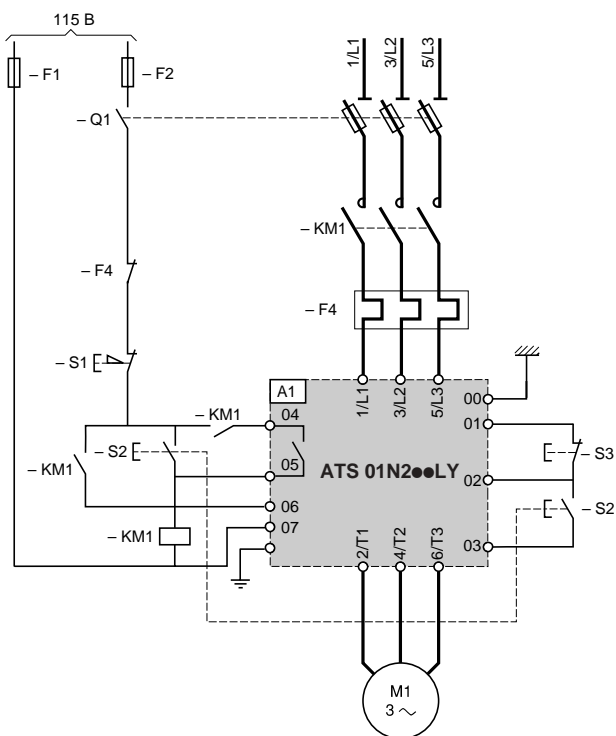 115 B
– F1
– F2
1/L1
3/L2
5/L3
– Q1
– KM1
– F4
– F4
– S1
A1
1/L1
3/L2
5/L3
00
– KM1
04
01
– S2
– S3
– KM1
05
ATS 01N2●●LY
02
06
– S2
– KM1
07
2/T1
4/T2
6/T3
03
M1
3 ~